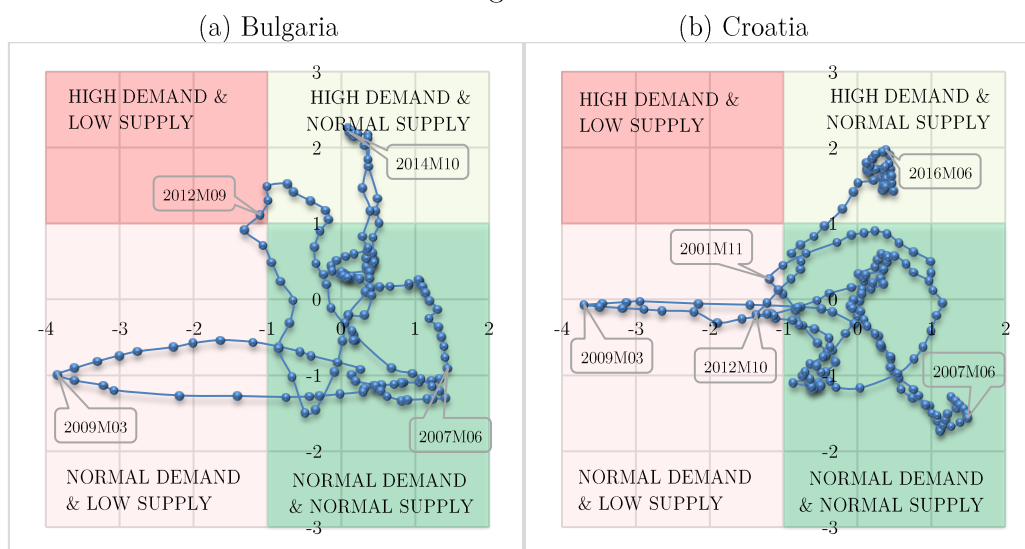 (a) Bulgaria
3
HIGH DEMAND &
LOW SUPPLY
HIGH DEMAND &
NORMAL SUPPLY
2
2014M10
2012M09
1
0
-4
-3
-2
-1
0
1
2
-1
2009M03
2007M06
-2
NORMAL DEMAND
& LOW SUPPLY
NORMAL DEMAND
& NORMAL SUPPLY
-3
(b) Croatia
3
HIGH DEMAND &
LOW SUPPLY
HIGH DEMAND &
NORMAL SUPPLY
2
2016M06
1
2001M11
0
-4
-3
-2
-1
0
1
2
2009M03
2012M10
2007M06
-1
-2
NORMAL DEMAND
& LOW SUPPLY
NORMAL DEMAND
& NORMAL SUPPLY
-3